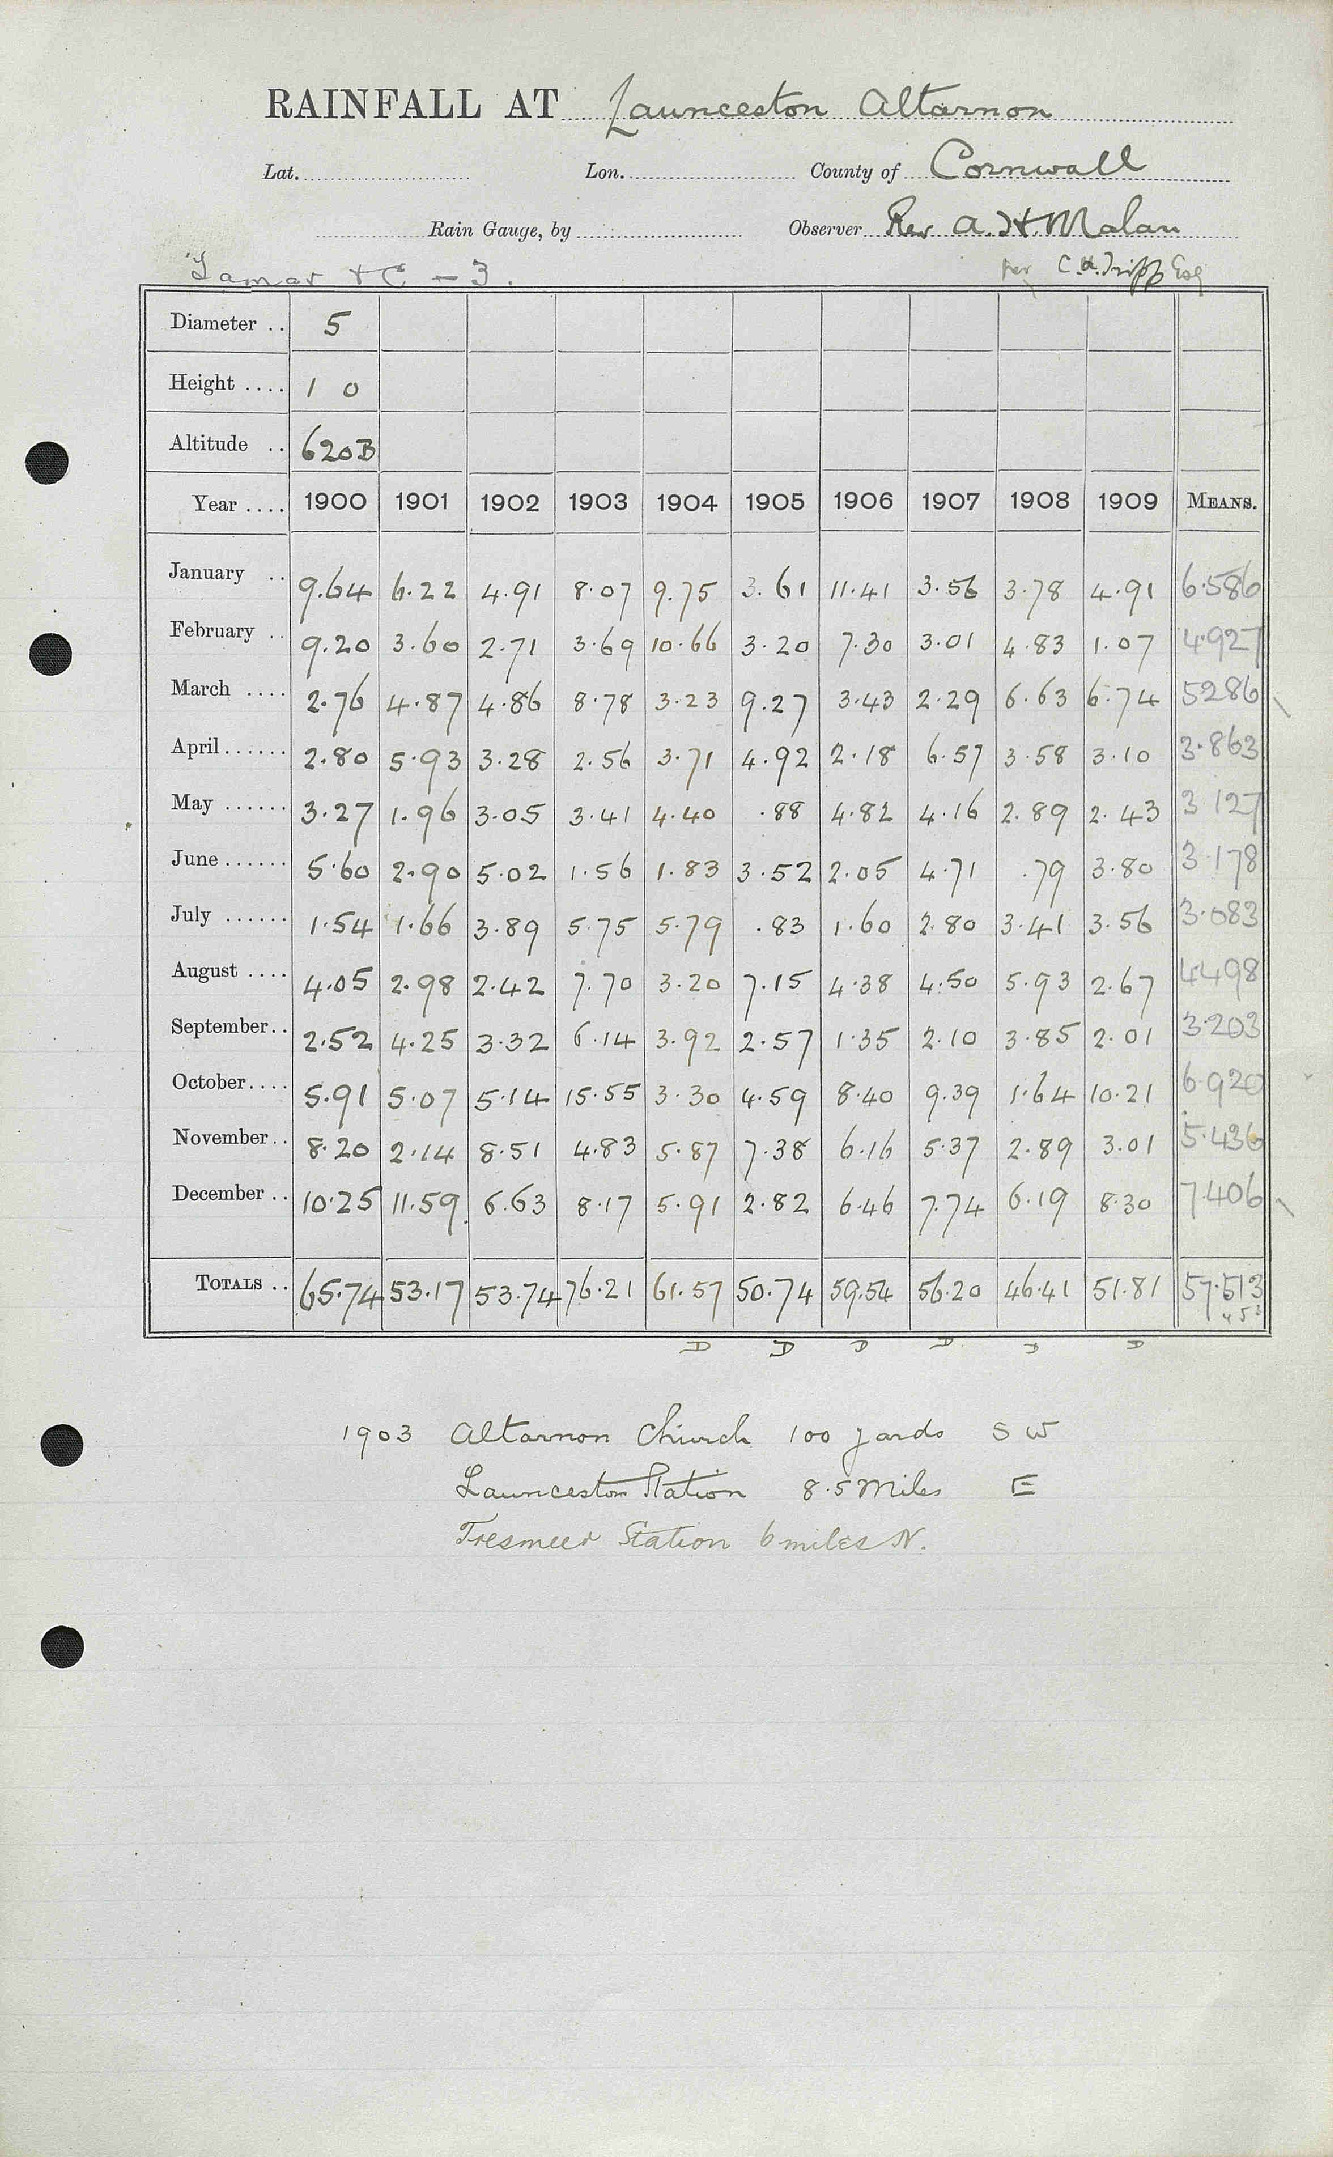 RAINFALL AT Launceston Altarnon
Lat. Lon. County of Cornwall
Rain Gauge, by Observer Rev A. H. Malan
Tamar & C - 3. per C.H. Tripp Esq
Diameter .. 5
Height .... 1 0
Altitude .. 620B
Year .... 1900 1901 1902 1903 1904 1905 1906 1907 1908 1909 MEANS.
January .. 9.64 6.22 4.91 8.07 9.75 3.61 11.41 3.56 3.78 4.91 6.586
February .. 9.20 3.60 2.71 3.69 10.66 3.20 7.30 3.01 4.83 1.07 4.927
March .... 2.76 4.87 4.86 8.78 3.23 9.27 3.43 2.29 6.63 6.74 5286
April...... 2.80 5.93 3.28 2.56 3.71 4.92 2.18 6.57 3.58 3.10 3.863
May ...... 3.27 1.96 3.05 3.41 4.40 .88 4.82 4.16 2.89 2.43 3 127
June...... 5.60 2.90 5.02 1.56 1.83 3.52 2.05 4.71 .79 3.80 3.178
July ...... 1.54 1.66 3.89 5.75 5.79 .83 1.60 2.80 3.41 3.56 3.083
August .... 4.05 2.98 2.42 7.70 3.20 7.15 4.38 4.50 5.93 2.67 4498
September.. 2.52 4.25 3.32 6.14 3.92 2.57 1.35 2.10 3.85 2.01 3.203
October.... 5.91 5.07 5.14 15.55 3.30 4.59 8.40 9.39 1.64 10.21 6.920
November.. 8.20 2.14 8.51 4.83 5.87 7.38 6.16 5.37 2.89 3.01 5.436
December .. 10.25 11.59 6.63 8.17 5.91 2.82 6.46 7.74 6.19 8.30 7.406
TOTALS .. 65.74 53.17 53.74 76.21 61.57 50.74 59.54 56.20 46.41 51.81 57.513
D D D D D D
1903 Altarnon Church 100 yards S W
Launceston Station 8.5 Miles E
Tresmeer Station 6 miles N.